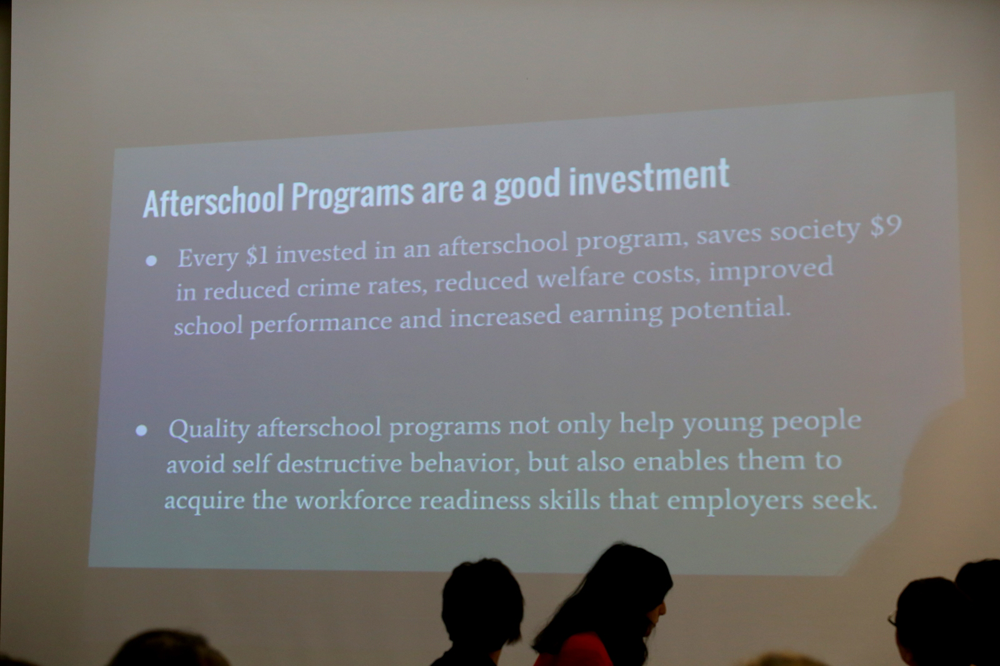 Afterschool Programs are a good investment
● Every $1 invested in an afterschool program, saves society $9
in reduced crime rates, reduced welfare costs, improved
school performance and increased earning potential.
● Quality afterschool programs not only help young people
avoid self destructive behavior, but also enables them to
acquire the workforce readiness skills that employers seek.